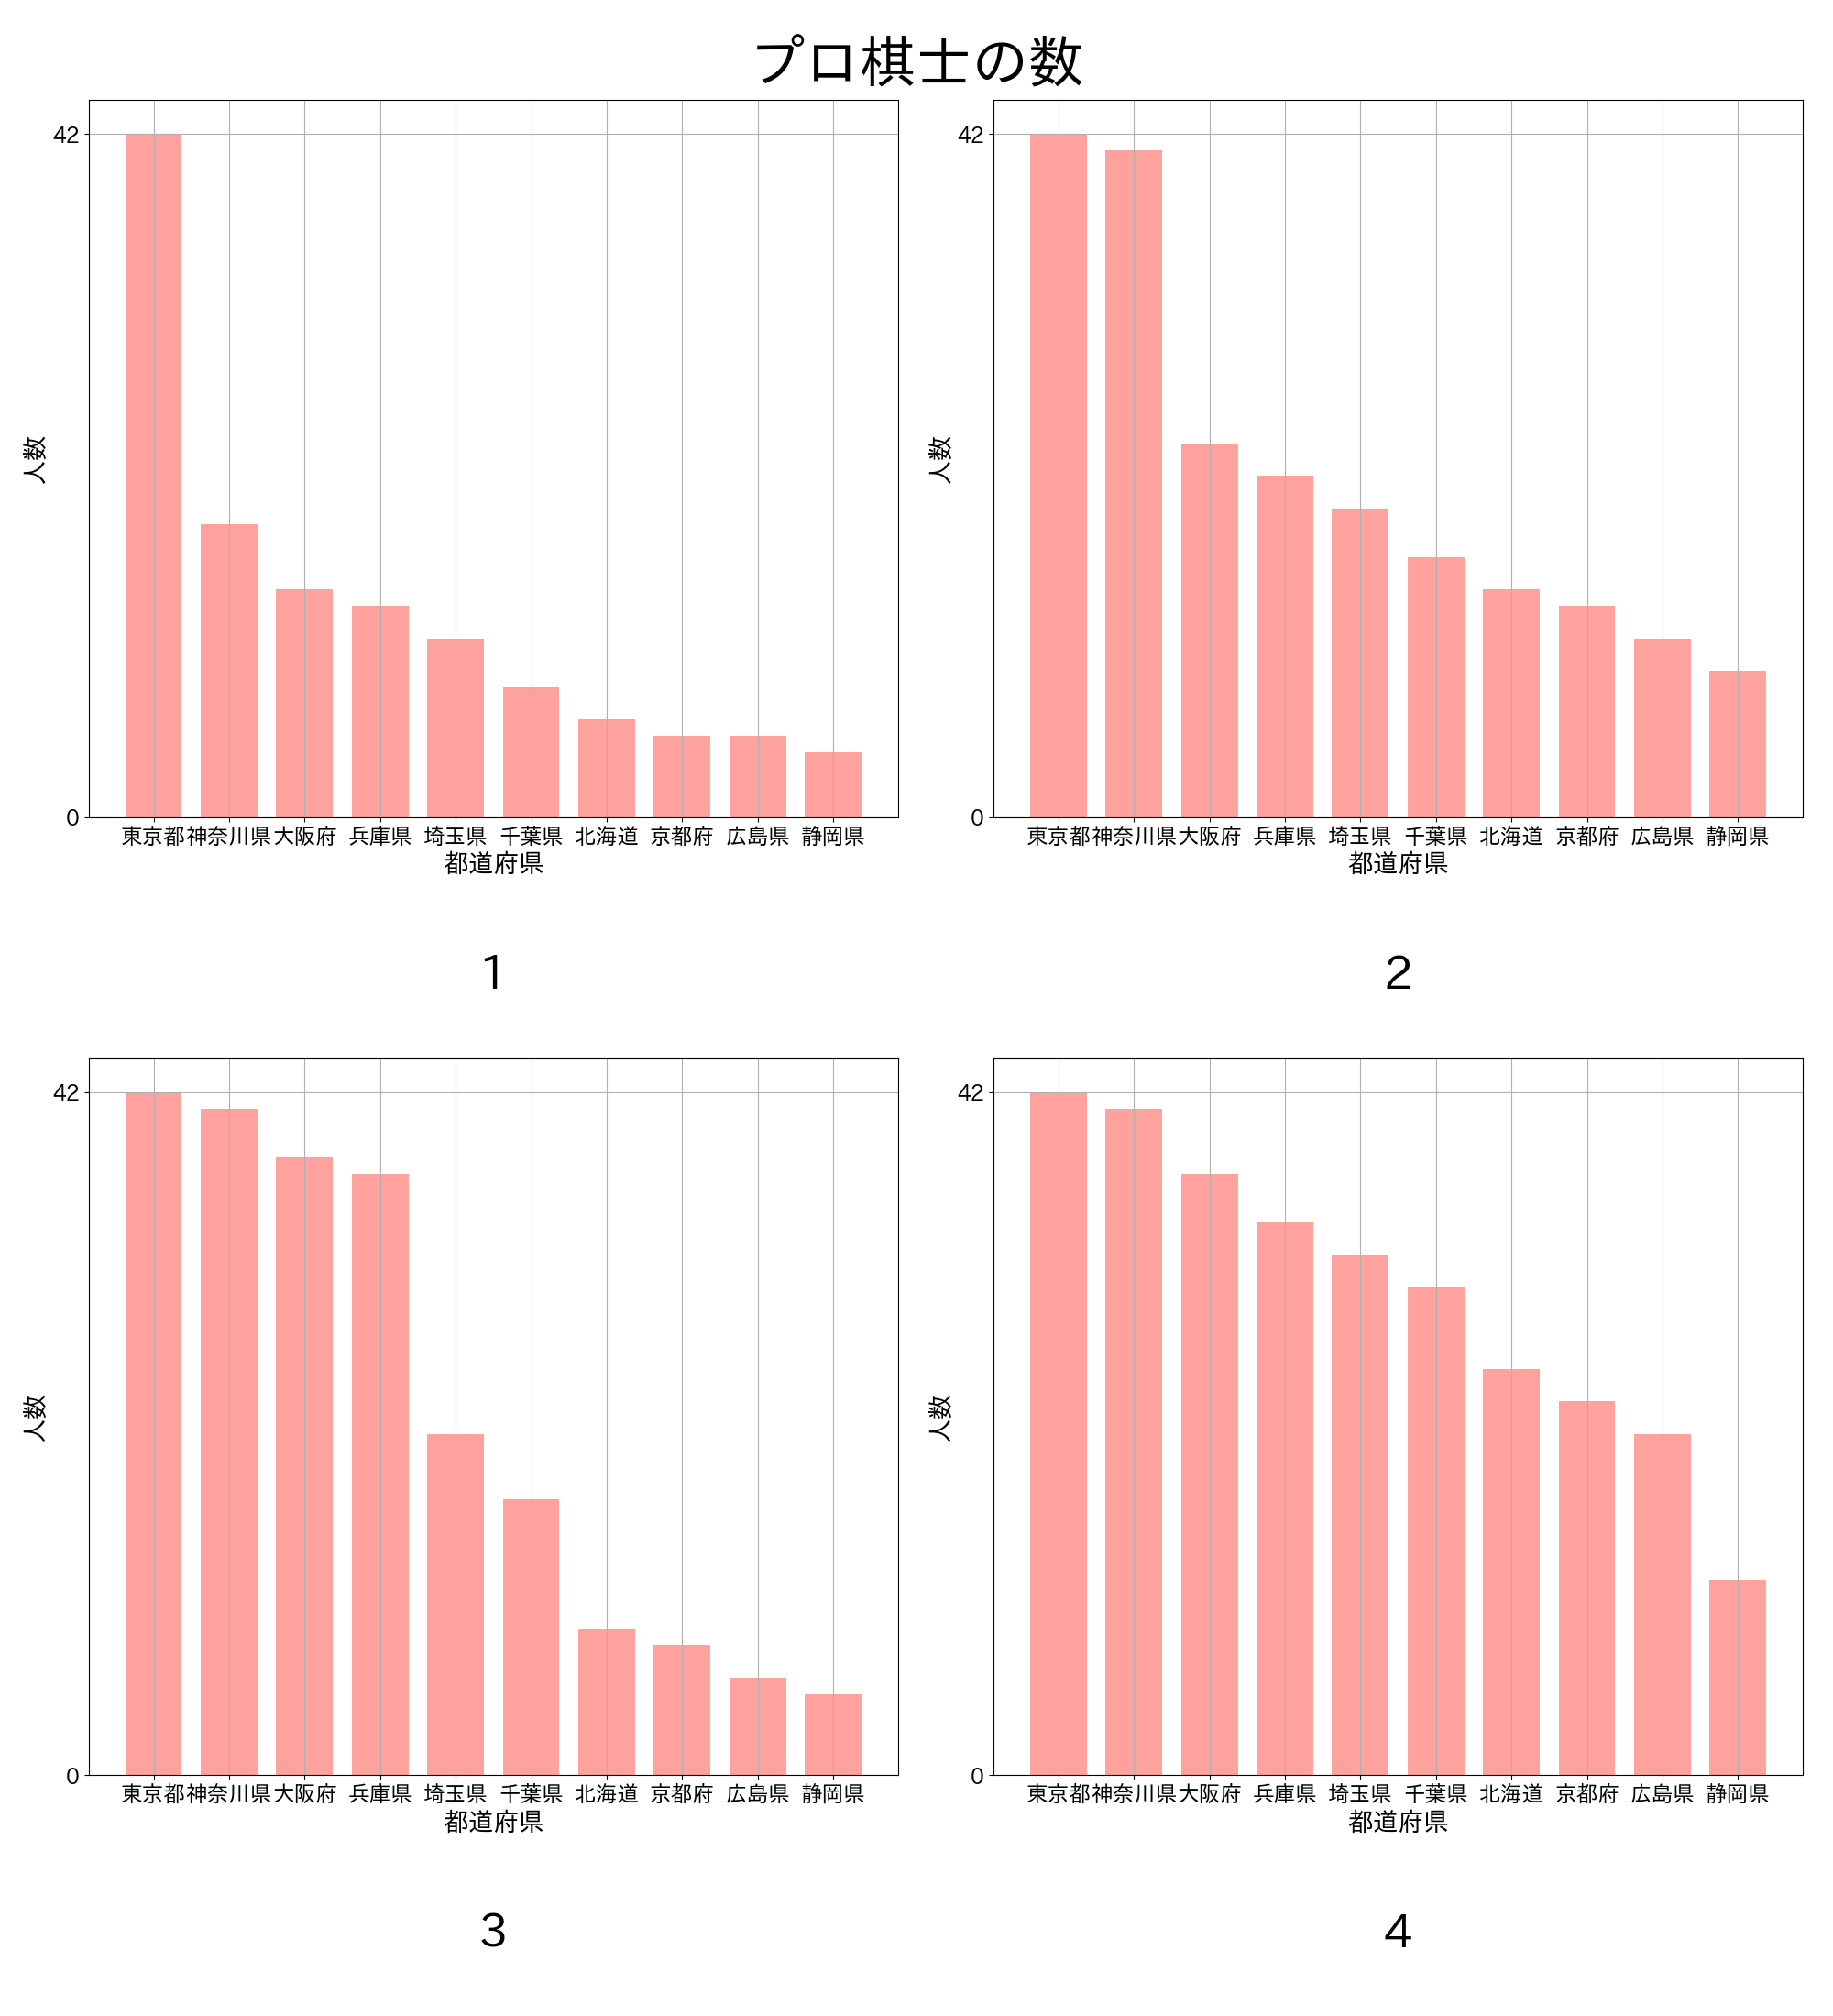 プロ棋士の数
42
0
人数
東京都 神奈川県 大阪府 兵庫県 埼玉県 千葉県 北海道 京都府 広島県 静岡県
都道府県
1
42
0
人数
東京都 神奈川県 大阪府 兵庫県 埼玉県 千葉県 北海道 京都府 広島県 静岡県
都道府県
2
42
0
人数
東京都 神奈川県 大阪府 兵庫県 埼玉県 千葉県 北海道 京都府 広島県 静岡県
都道府県
3
42
0
人数
東京都 神奈川県 大阪府 兵庫県 埼玉県 千葉県 北海道 京都府 広島県 静岡県
都道府県
4